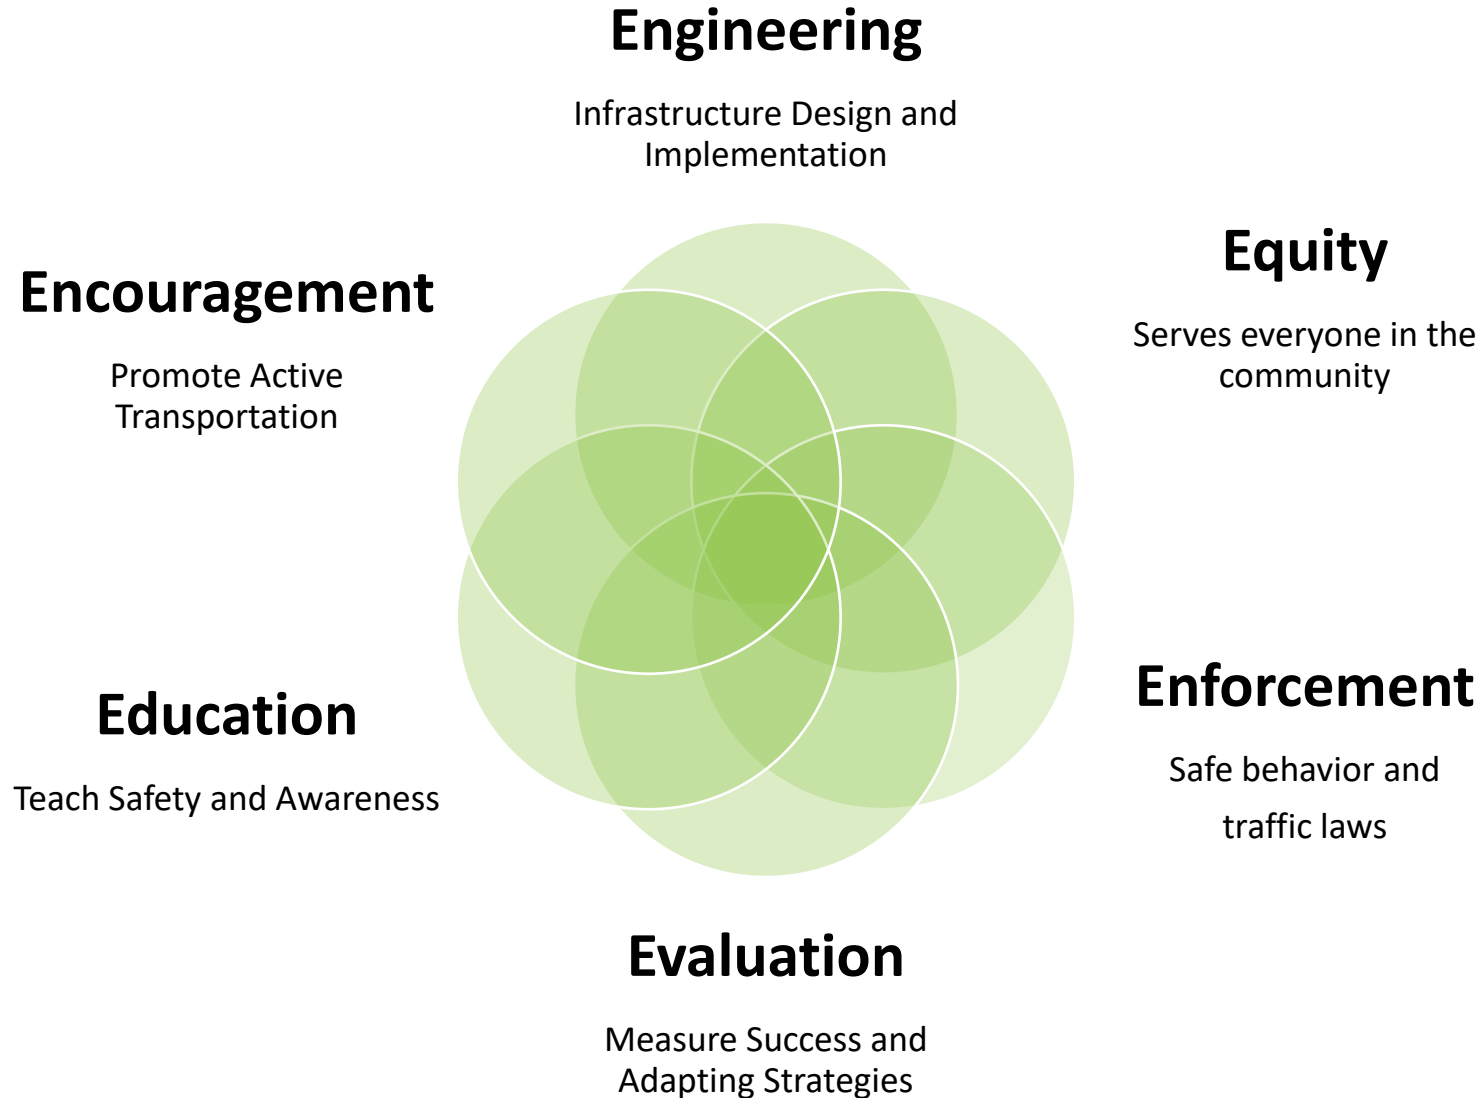 Engineering
Infrastructure Design and
Implementation
Equity
Serves everyone in the
community
Enforcement
Safe behavior and
traffic laws
Evaluation
Measure Success and
Adapting Strategies
Education
Teach Safety and Awareness
Encouragement
Promote Active
Transportation